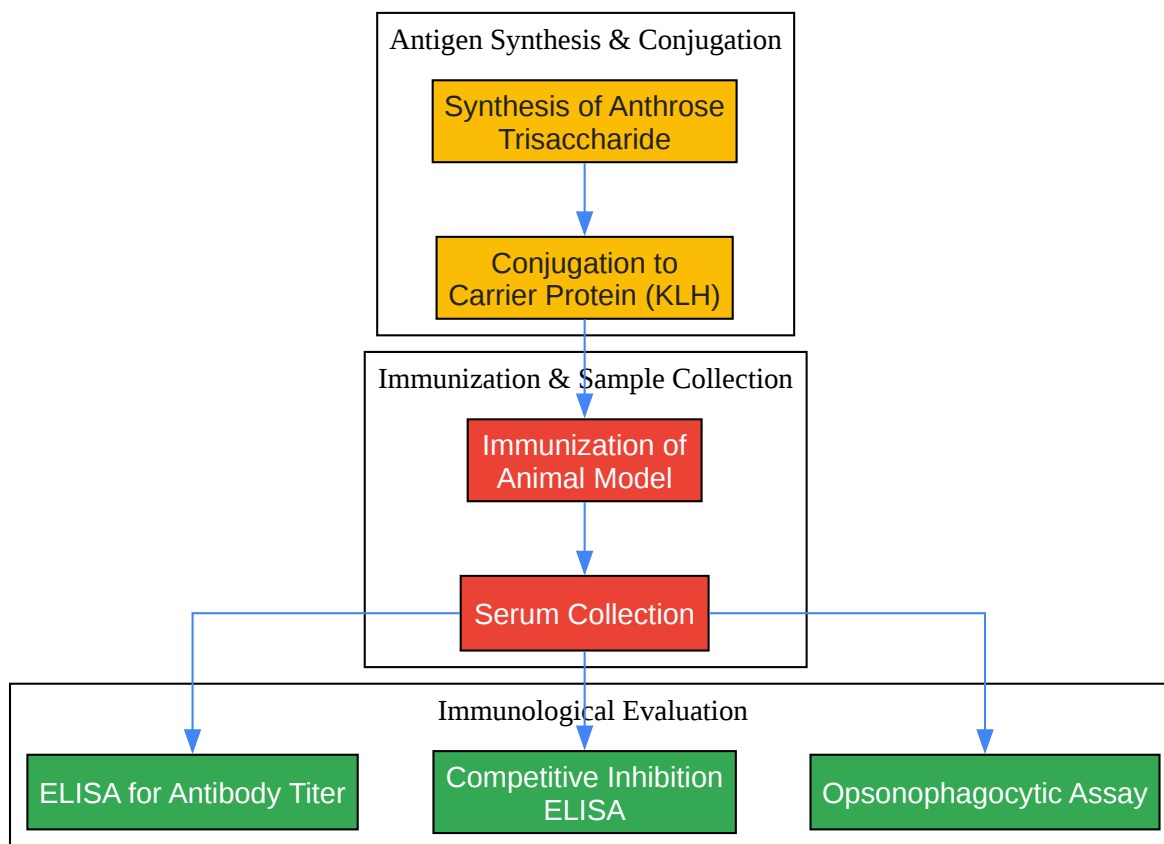 Antigen Synthesis & Conjugation
Synthesis of Anthrose
Trisaccharide
Conjugation to
Carrier Protein (KLH)
Immunization & Sample Collection
Immunization of
Animal Model
Serum Collection
Immunological Evaluation
ELISA for Antibody Titer
Competitive Inhibition
ELISA
Opsonophagocytic Assay